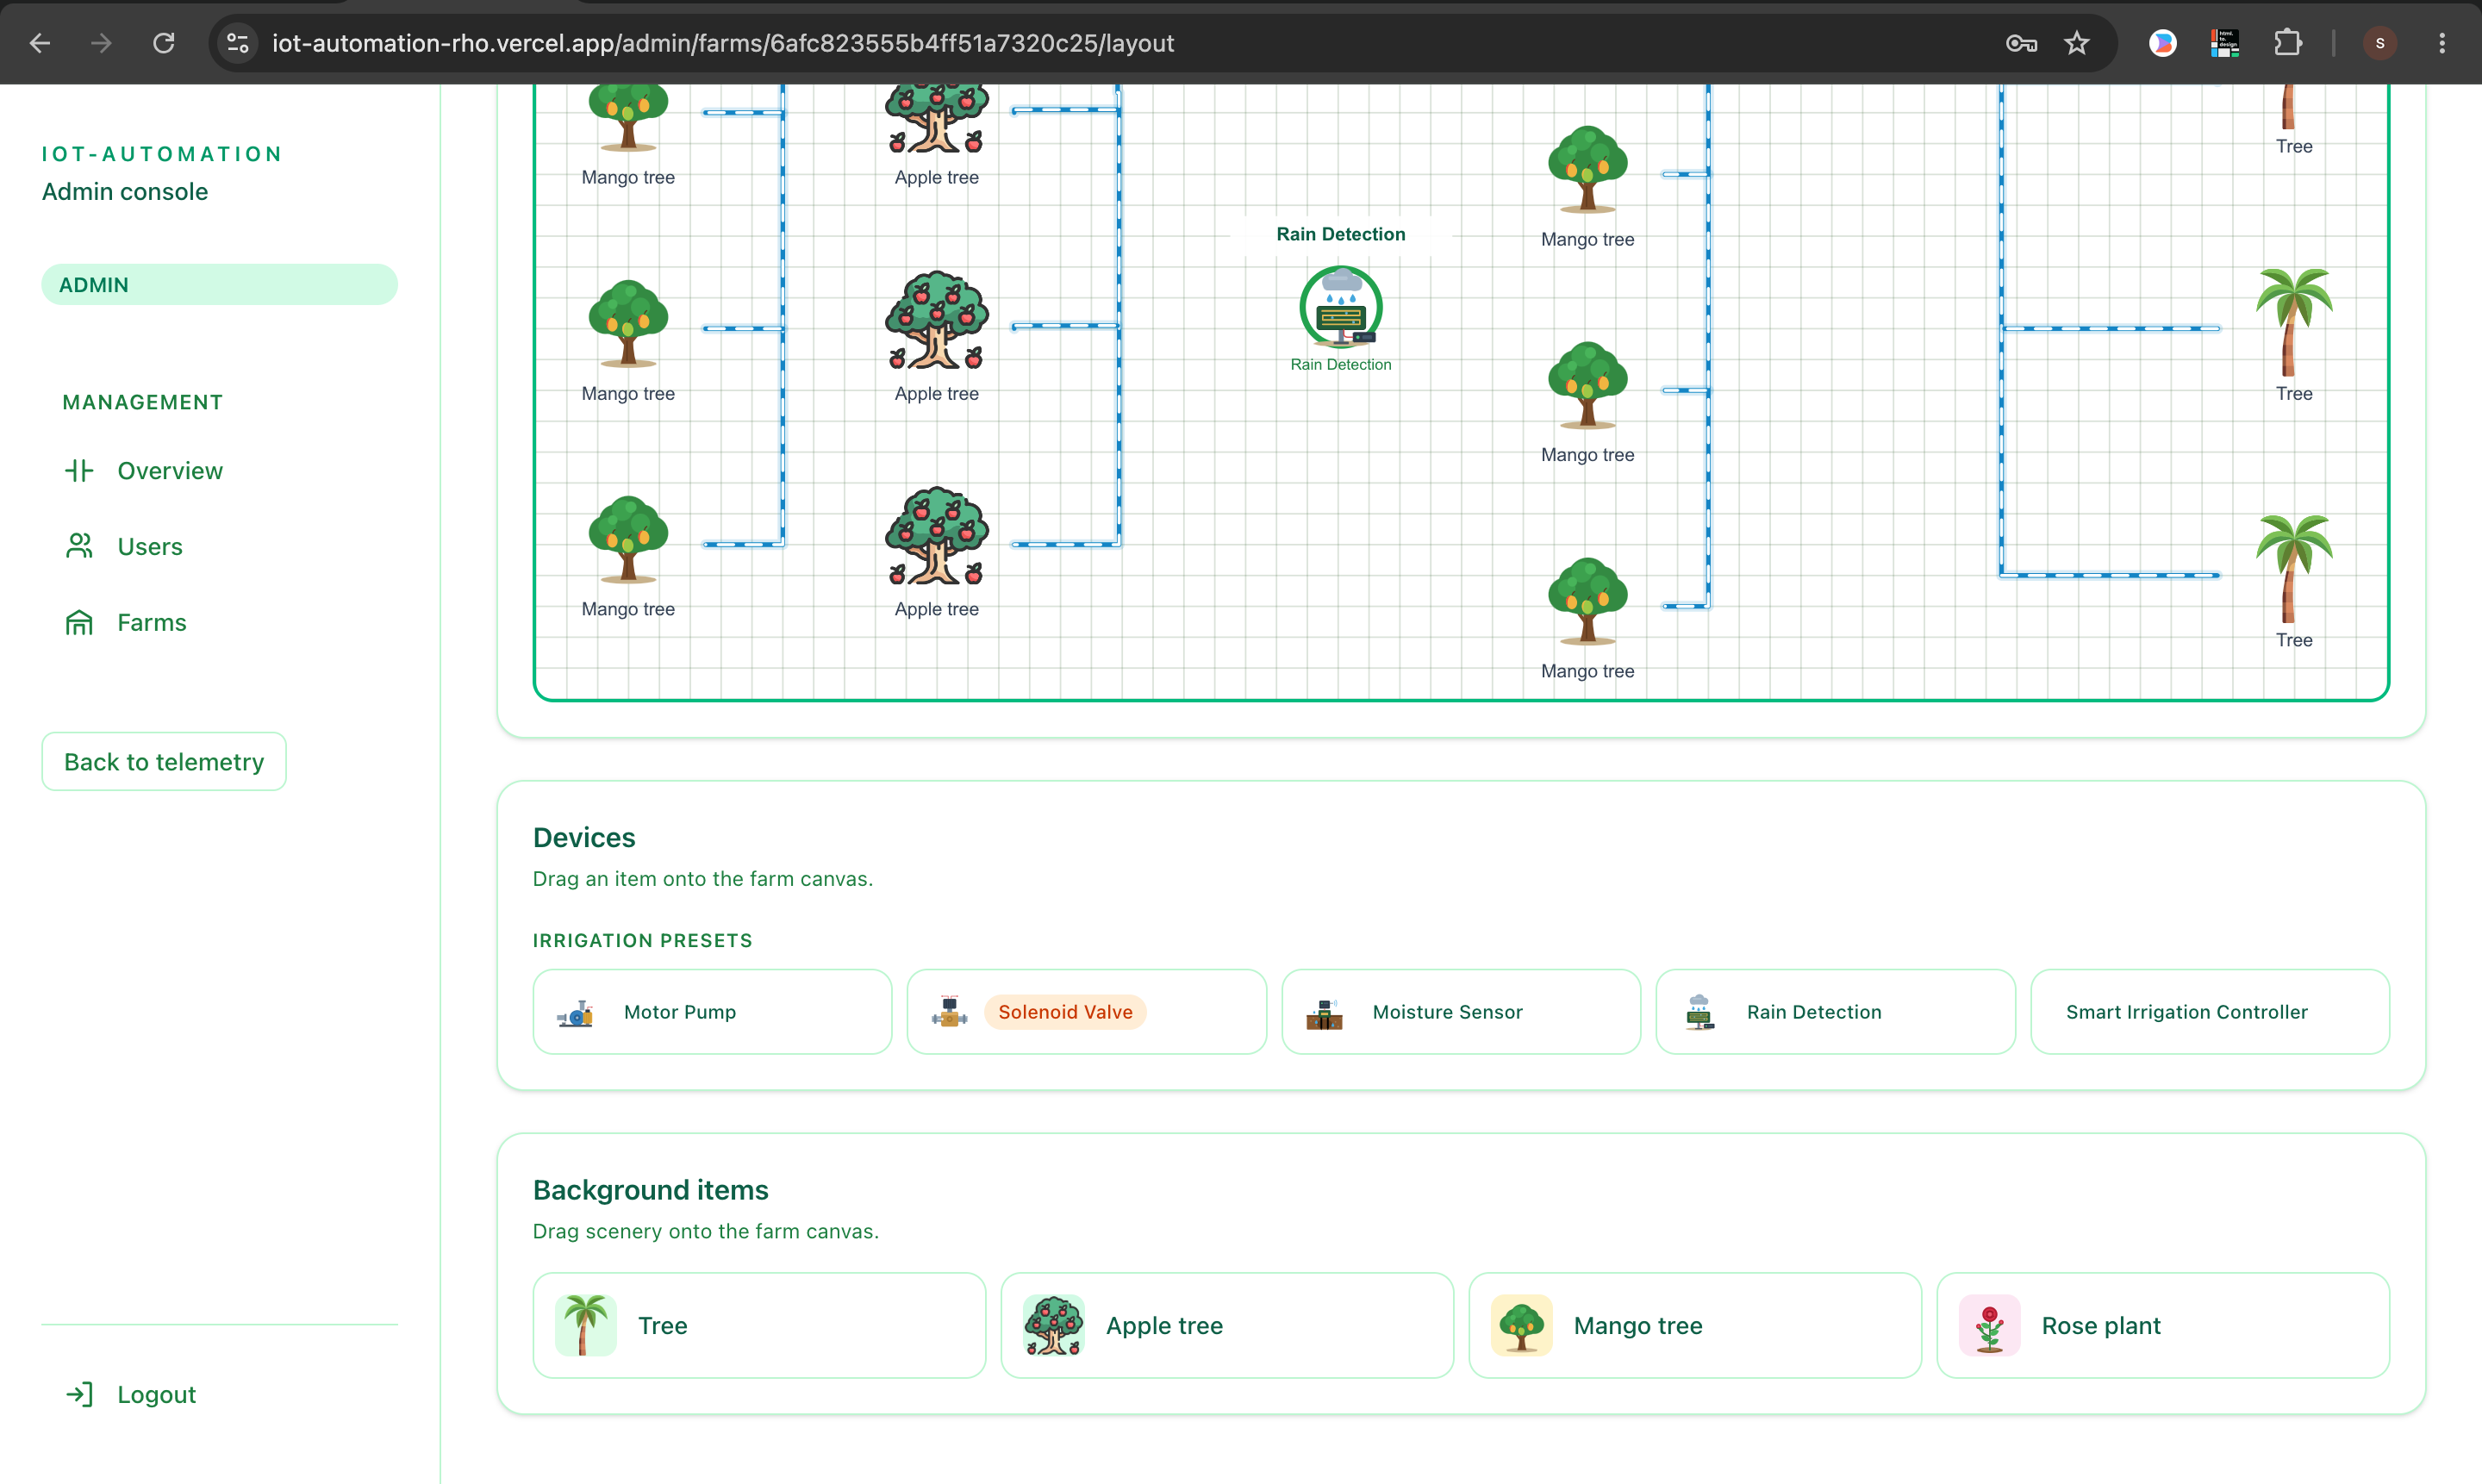 iot-automation-rho.vercel.app/admin/farms/6afc823555b4ff51a7320c25/layout
S
IOT-AUTOMATION
Admin console
ADMIN
MANAGEMENT
Overview
Users
Farms
Back to telemetry
Logout
Mango tree
Apple tree
Tree
Rain Detection
Mango tree
Rain Detection
Mango tree
Apple tree
Tree
Mango tree
Mango tree
Apple tree
Tree
Mango tree
Devices
Drag an item onto the farm canvas.
IRRIGATION PRESETS
Motor Pump
Solenoid Valve
Moisture Sensor
Rain Detection
Smart Irrigation Controller
Background items
Drag scenery onto the farm canvas.
Tree
Apple tree
Mango tree
Rose plant